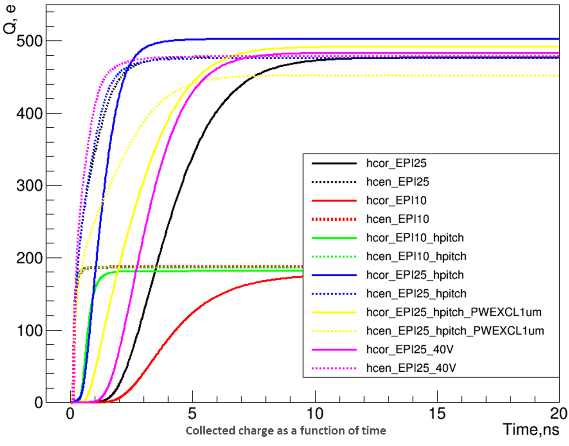 Q, e
500
400
300
200
100
0
hcor_EPI25
hcen_EPI25
hcor_EPI10
hcen_EPI10
hcor_EPI10_hpitch
hcen_EPI10_hpitch
hcor_EPI25_hpitch
hcen_EPI25_hpitch
hcor_EPI25_hpitch_PWEXCL1um
hcen_EPI25_hpitch_PWEXCL1um
hcor_EPI25_40V
hcen_EPI25_40V
0 5 10 15 20
Collected charge as a function of time
Time,ns